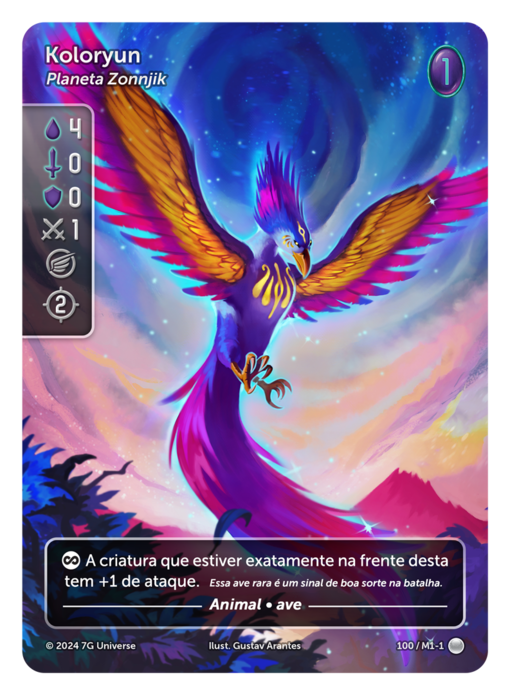 Koloryun
Planeta Zonnjik
1
4
0
0
1
2
A criatura que estiver exatamente na frente desta
tem +1 de ataque. Essa ave rara é um sinal de boa sorte na batalha.
Animal • ave
© 2024 7G Universe Ilust. Gustav Arantes 100 / M1-1